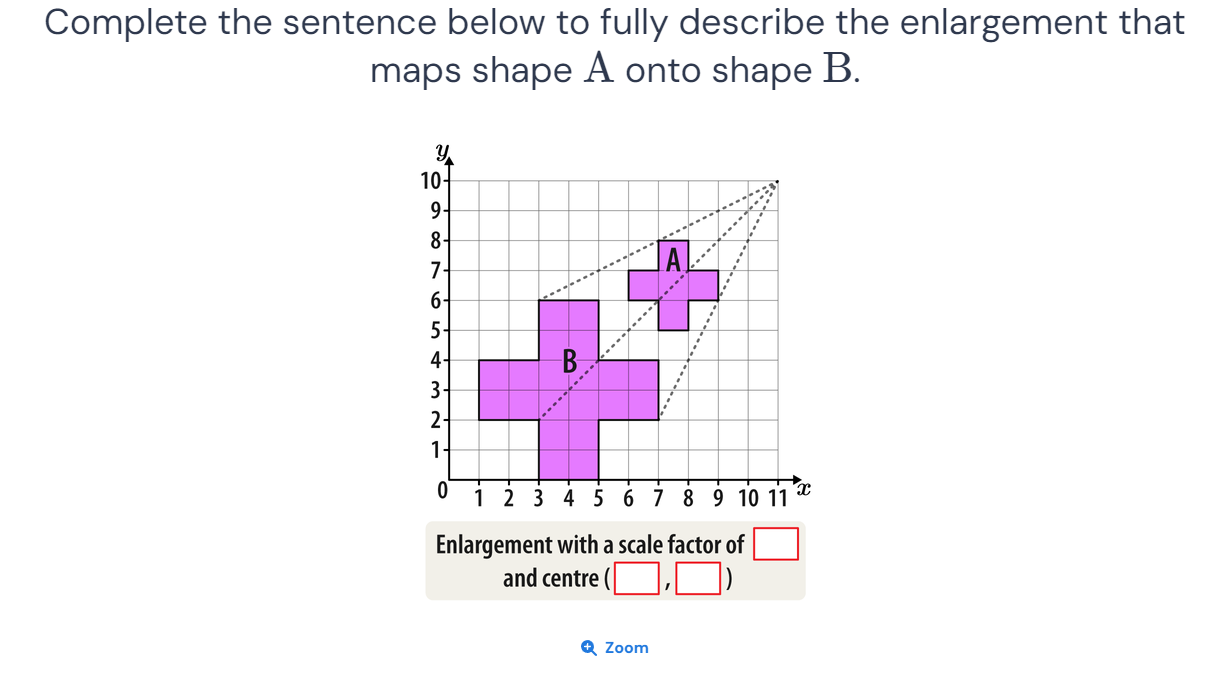 Complete the sentence below to fully describe the enlargement that
maps shape A onto shape B.
y
10
9
8
A
7
6
5
4
B
3
2
1
0 1 2 3 4 5 6 7 8 9 10 11 x
Enlargement with a scale factor of
and centre ( , )
Zoom